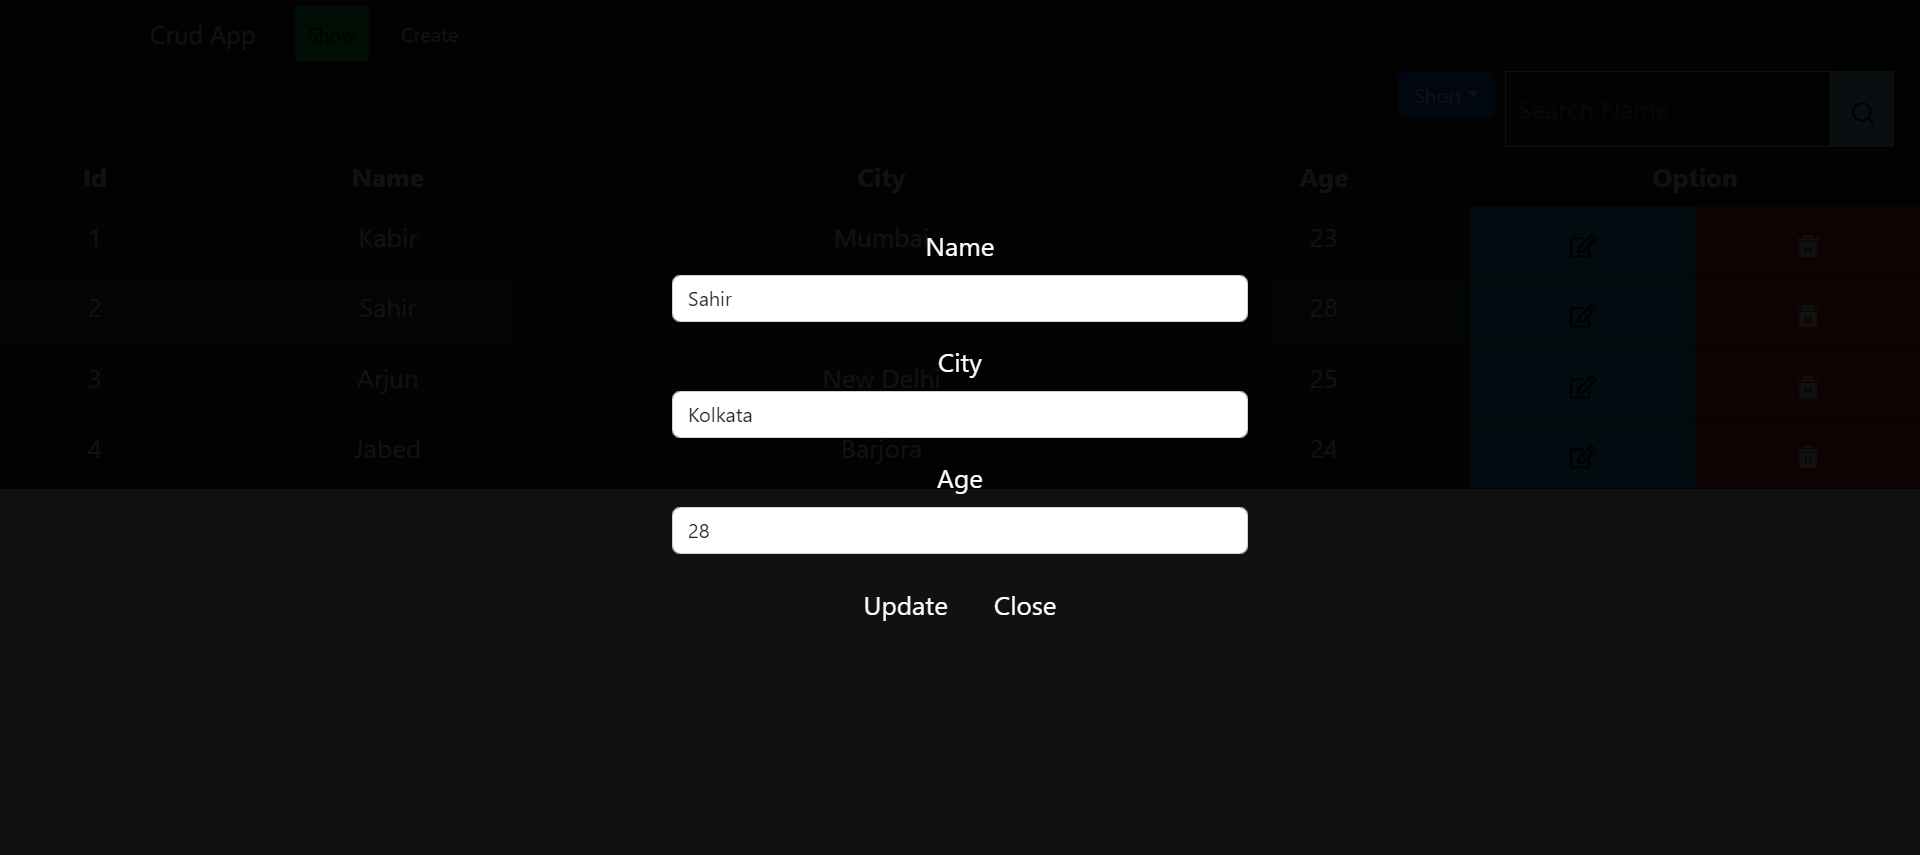 Crud App Show Create
Short Search Name
Id Name City Age Option
1 Kabir Mumbai 23
Name
2 Sahir 28
Sahir
City
3 Arjun New Delhi 25
Kolkata
4 Jabed Barjora 24
Age
28
Update Close